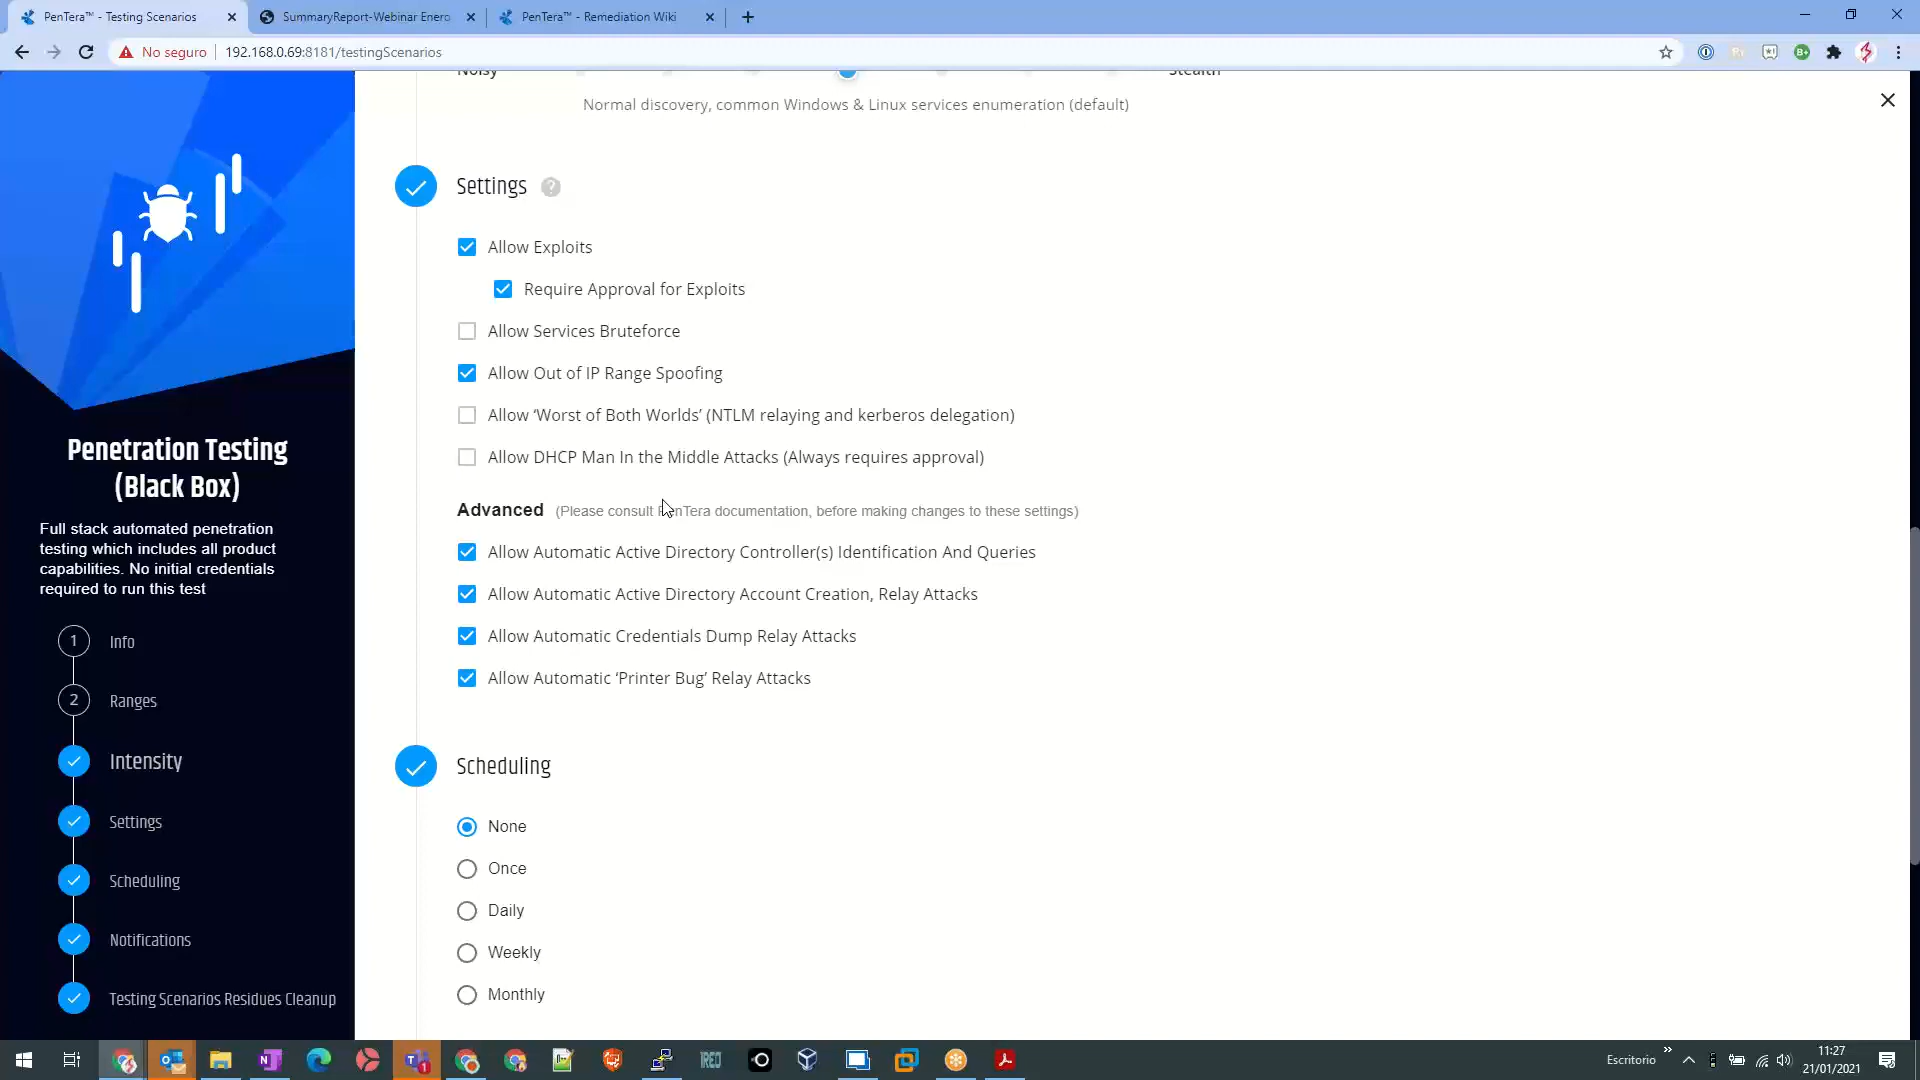 PenTera™ - Testing Scenarios
SummaryReport-Webinar Enero
PenTera™ - Remediation Wiki
No seguro
192.168.0.69:8181/testingScenarios
Noisy
Stealth
Normal discovery, common Windows & Linux services enumeration (default)
Settings
Allow Exploits
Require Approval for Exploits
Allow Services Bruteforce
Allow Out of IP Range Spoofing
Allow ‘Worst of Both Worlds’ (NTLM relaying and kerberos delegation)
Allow DHCP Man In the Middle Attacks (Always requires approval)
Advanced (Please consult PenTera documentation, before making changes to these settings)
Allow Automatic Active Directory Controller(s) Identification And Queries
Allow Automatic Active Directory Account Creation, Relay Attacks
Allow Automatic Credentials Dump Relay Attacks
Allow Automatic ‘Printer Bug’ Relay Attacks
Scheduling
None
Once
Daily
Weekly
Monthly
Penetration Testing
(Black Box)
Full stack automated penetration
testing which includes all product
capabilities. No initial credentials
required to run this test
1 Info
2 Ranges
Intensity
Settings
Scheduling
Notifications
Testing Scenarios Residues Cleanup
Escritorio
11:27
21/01/2021